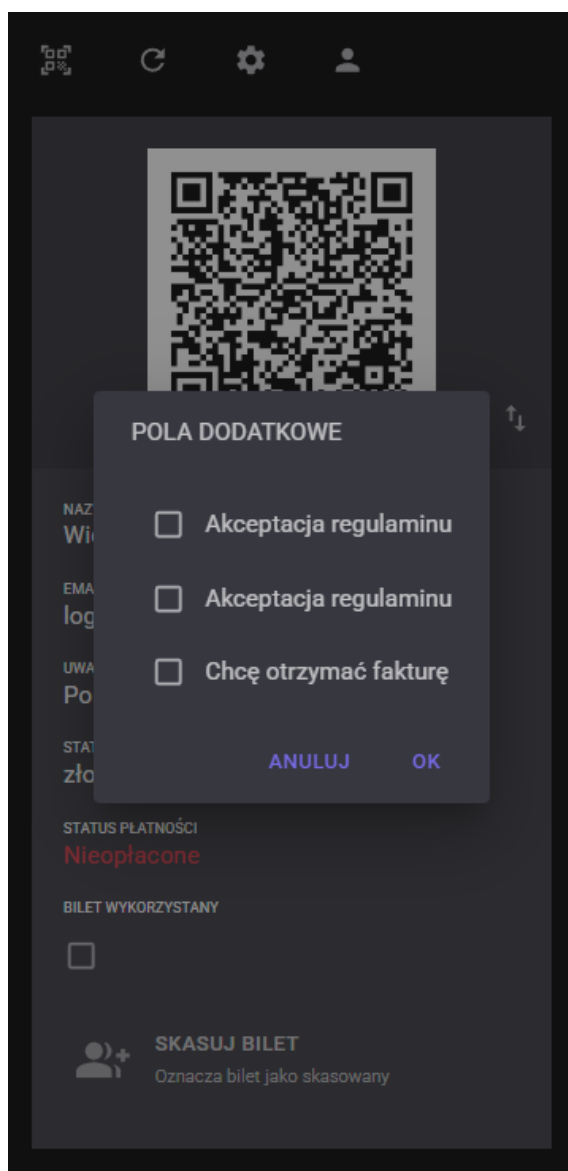 POLA DODATKOWE
Akceptacja regulaminu
Akceptacja regulaminu
Chcę otrzymać fakturę
ANULUJ OK
STATUS PŁATNOŚCI
Nieopłacone
BILET WYKORZYSTANY
SKASUJ BILET
Oznacza bilet jako skasowany